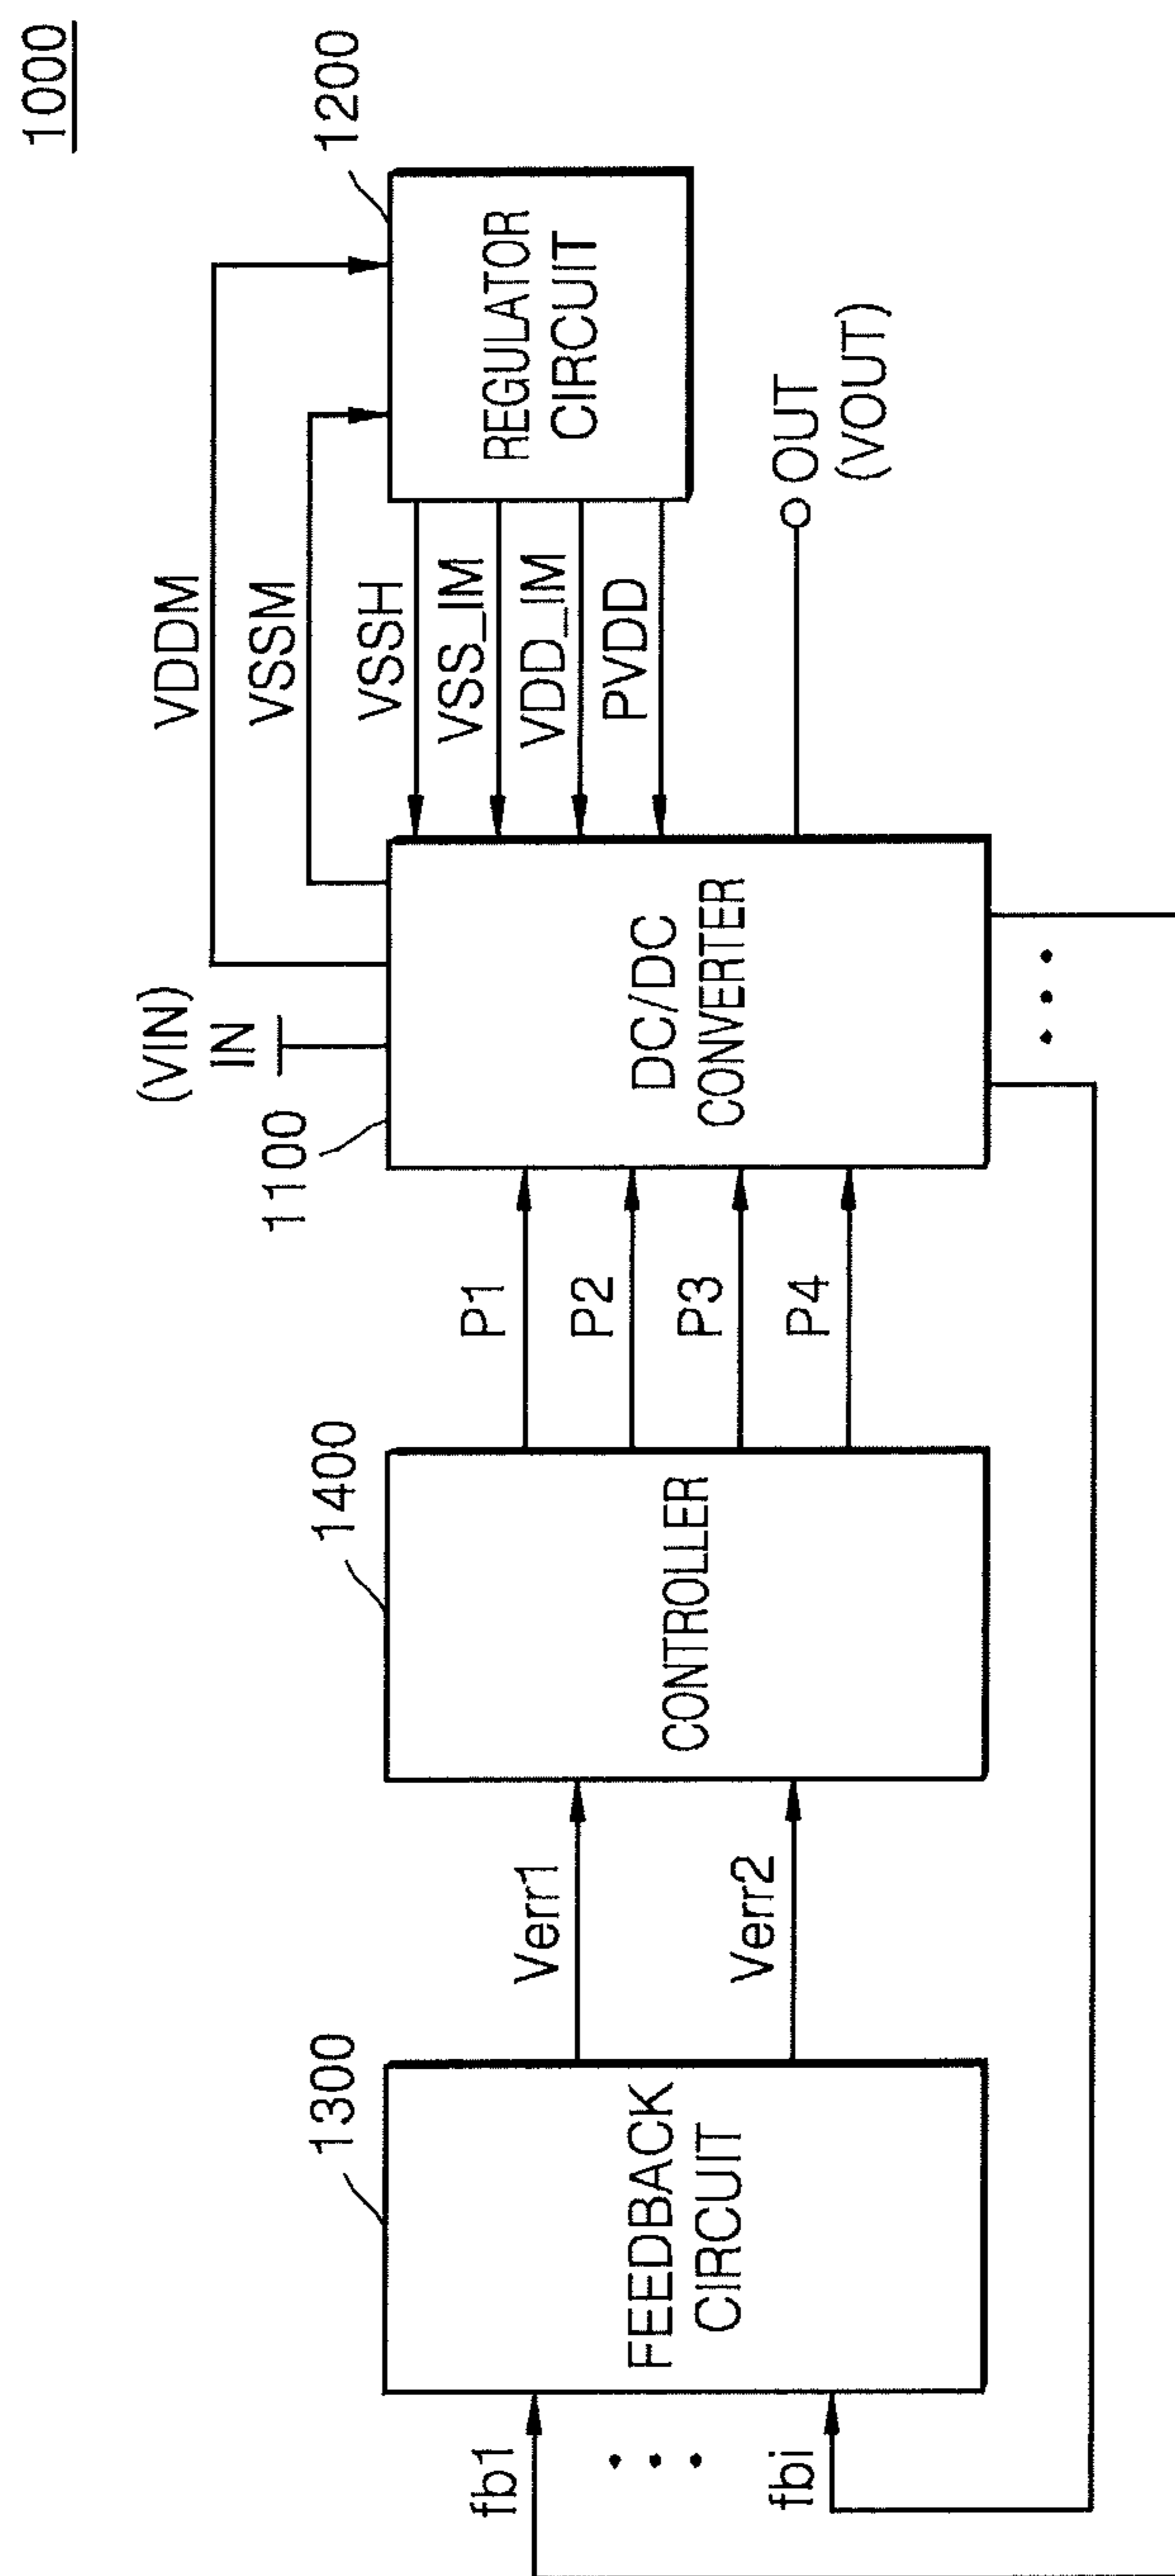 1000
fb1
fbi
1300
FEEDBACK
CIRCUIT
Verr1
Verr2
1400
CONTROLLER
P1
P2
P3
P4
1100
(VIN)
IN
DC/DC
CONVERTER
VDDM
VSSM
VSSH
VSS_IM
VDD_IM
PVDD
OUT
(VOUT)
1200
REGULATOR
CIRCUIT